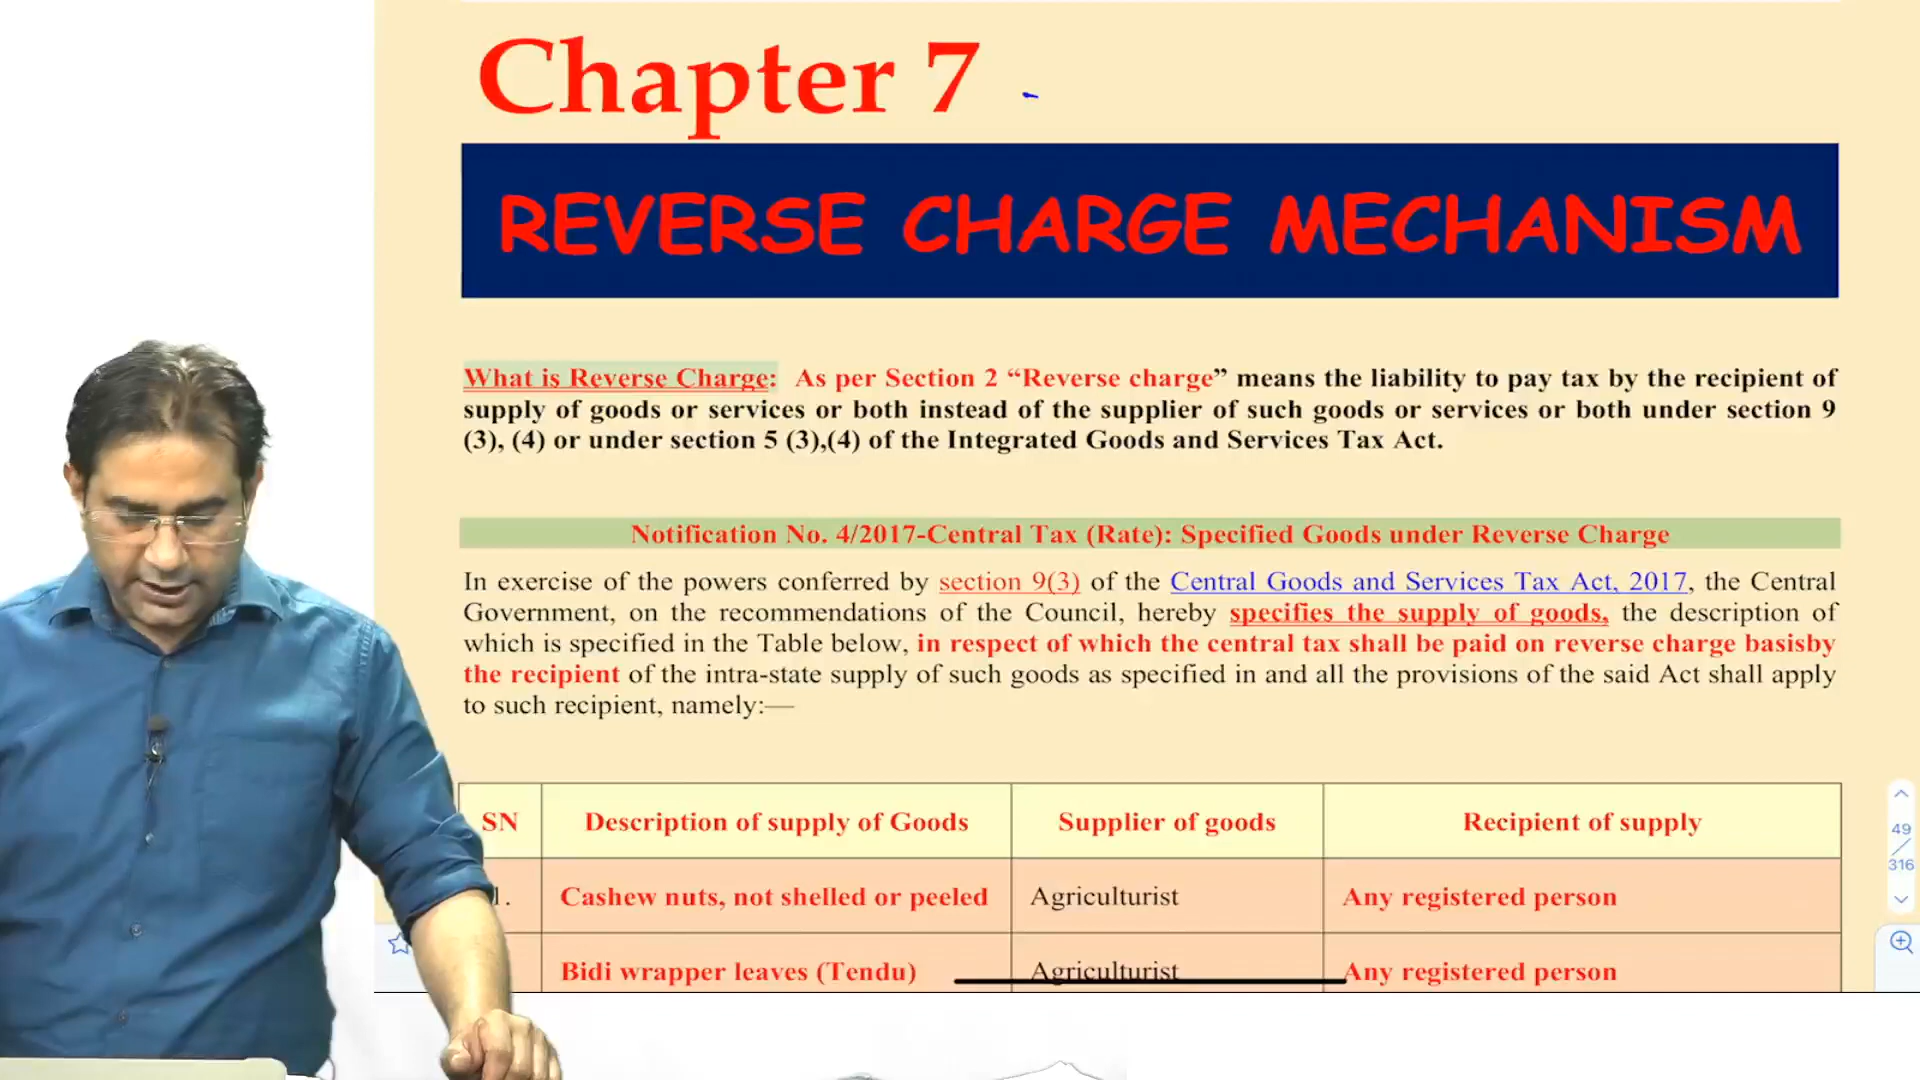 Chapter 7
REVERSE CHARGE MECHANISM
What is Reverse Charge: As per Section 2 “Reverse charge” means the liability to pay tax by the recipient of
supply of goods or services or both instead of the supplier of such goods or services or both under section 9
(3), (4) or under section 5 (3),(4) of the Integrated Goods and Services Tax Act.
Notification No. 4/2017-Central Tax (Rate): Specified Goods under Reverse Charge
In exercise of the powers conferred by section 9(3) of the Central Goods and Services Tax Act, 2017, the Central
Government, on the recommendations of the Council, hereby specifies the supply of goods, the description of
which is specified in the Table below, in respect of which the central tax shall be paid on reverse charge basisby
the recipient of the intra-state supply of such goods as specified in and all the provisions of the said Act shall apply
to such recipient, namely:—
SN Description of supply of Goods Supplier of goods Recipient of supply
1. Cashew nuts, not shelled or peeled Agriculturist Any registered person
Bidi wrapper leaves (Tendu) Agriculturist Any registered person
49
316